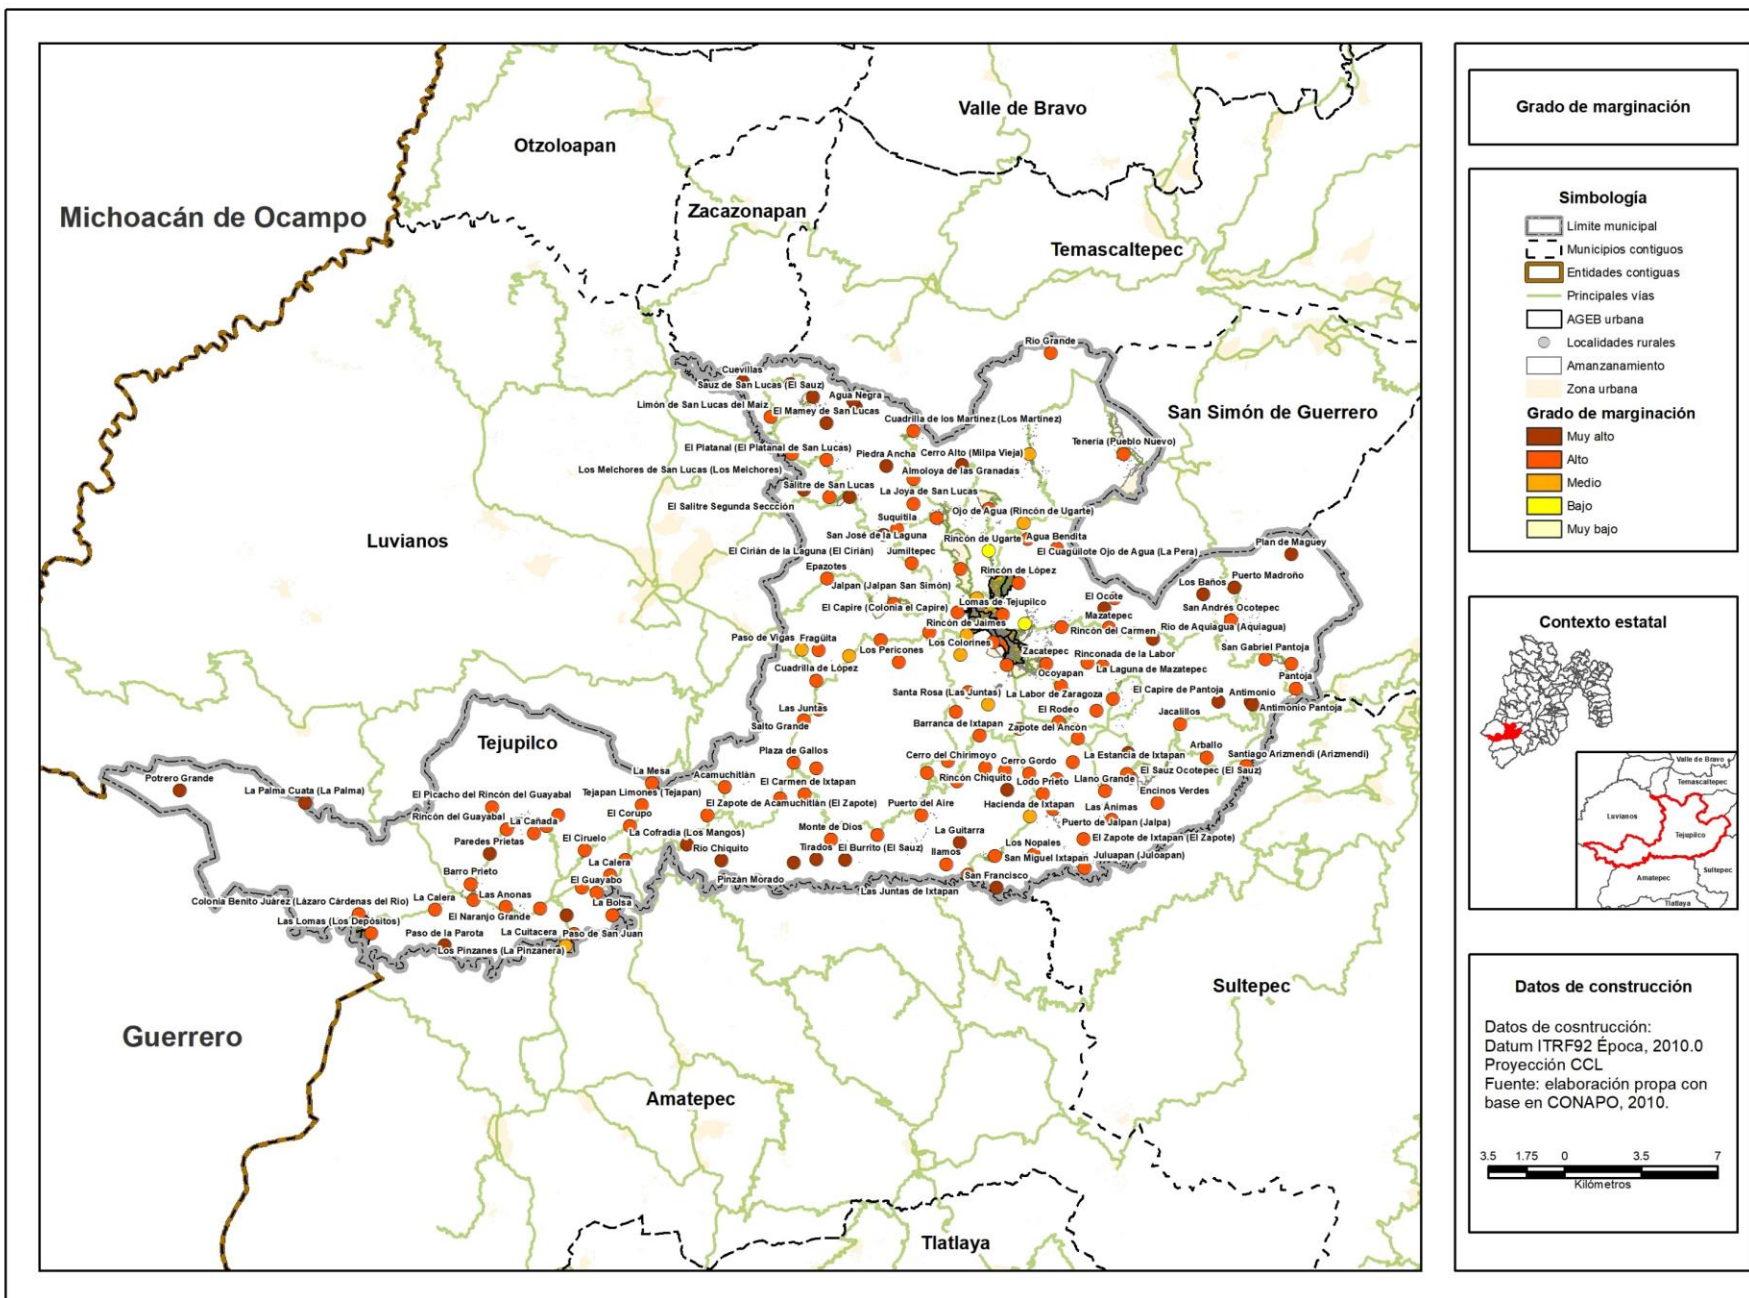 Valle de Bravo
Otzoloapan
Michoacán de Ocampo
Zacazonapan
Temascaltepec
Río Grande
Cuevillas
Sauz de San Lucas (El Sauz)
Agua Negra
Limón de San Lucas del Maíz
El Mamey de San Lucas
San Simón de Guerrero
Cuadrilla de los Martínez (Los Martínez)
Tenería (Pueblo Nuevo)
El Platanal (El Platanal de San Lucas)
Piedra Ancha
Cerro Alto (Milpa Vieja)
Los Melchores de San Lucas (Los Melchores)
Almoloya de las Granadas
Salitre de San Lucas
La Joya de San Lucas
El Salitre Segunda Seccción
Ojo de Agua (Rincón de Ugarte)
Suquitila
San José de la Laguna
Rincón de Ugarte
Agua Bendita
Luvianos
Plan de Maguey
El Cirián de la Laguna (El Cirián)
Jumiltepec
El Cuagüilote Ojo de Agua (La Pera)
Epazotes
Rincón de López
Jalpan (Jalpan San Simón)
Los Baños
Puerto Madroño
El Capire (Colonia el Capire)
Lomas de Tejupilco
El Ocote
San Andrés Ocotepec
Mazatepec
Rincón de Jaimes
Rincón del Carmen
Río de Aquiagua (Aquiagua)
Paso de Vigas
Fragüita
Los Pericones
Los Colorines
Zacatepec
Rinconada de la Labor
San Gabriel Pantoja
Cuadrilla de López
Ocoyapan
La Laguna de Mazatepec
Pantoja
Santa Rosa (Las Juntas)
La Labor de Zaragoza
El Capire de Pantoja
Antimonio
Las Juntas
El Rodeo
Antimonio Pantoja
Salto Grande
Barranca de Ixtapan
Zapote del Ancón
Jacalillos
Tejupilco
Plaza de Gallos
Cerro del Chirimoyo
Cerro Gordo
La Estancia de Ixtapan
Arballo
Santiago Arizmendi (Arizmendi)
Potrero Grande
La Palma Cuata (La Palma)
La Mesa
Acamuchitlán
El Carmen de Ixtapan
Rincón Chiquito
Lodo Prieto
Llano Grande
El Sauz Ocotepec (El Sauz)
El Picacho del Rincón del Guayabal
Tejapan Limones (Tejapan)
El Zapote de Acamuchitlán (El Zapote)
Puerto del Aire
Hacienda de Ixtapan
Las Ánimas
Encinos Verdes
Rincón del Guayabal
La Cañada
El Corupo
Puerto de Jalpan (Jalpa)
Paredes Prietas
El Ciruelo
La Cofradía (Los Mangos)
Monte de Dios
La Guitarra
El Zapote de Ixtapan (El Zapote)
Río Chiquito
Tirados
El Burrito (El Sauz)
Ilamos
Los Nopales
San Miguel Ixtapan
Juluapan (Juloapan)
La Calera
Barro Prieto
El Guayabo
Pinzán Morado
Las Juntas de Ixtapan
San Francisco
Colonia Benito Juárez (Lázaro Cárdenas del Río)
La Calera
Las Anonas
La Bolsa
Las Lomas (Los Depósitos)
El Naranjo Grande
Paso de la Parota
La Cuitacera
Paso de San Juan
Los Pinzanes (La Pinzanera)
Sultepec
Guerrero
Amatepec
Tlatlaya
Grado de marginación
Simbología
Límite municipal
Municipios contiguos
Entidades contiguas
Principales vías
AGEB urbana
Localidades rurales
Amanzanamiento
Zona urbana
Grado de marginación
Muy alto
Alto
Medio
Bajo
Muy bajo
Contexto estatal
Valle de Bravo
Temascaltepec
Luvianos
Tejupilco
Sultepec
Amatepec
Tlatlaya
Datos de construcción
Datos de cosntrucción:
Datum ITRF92 Época, 2010.0
Proyección CCL
Fuente: elaboración propa con
base en CONAPO, 2010.
3.5 1.75 0 3.5 7
Kilómetros